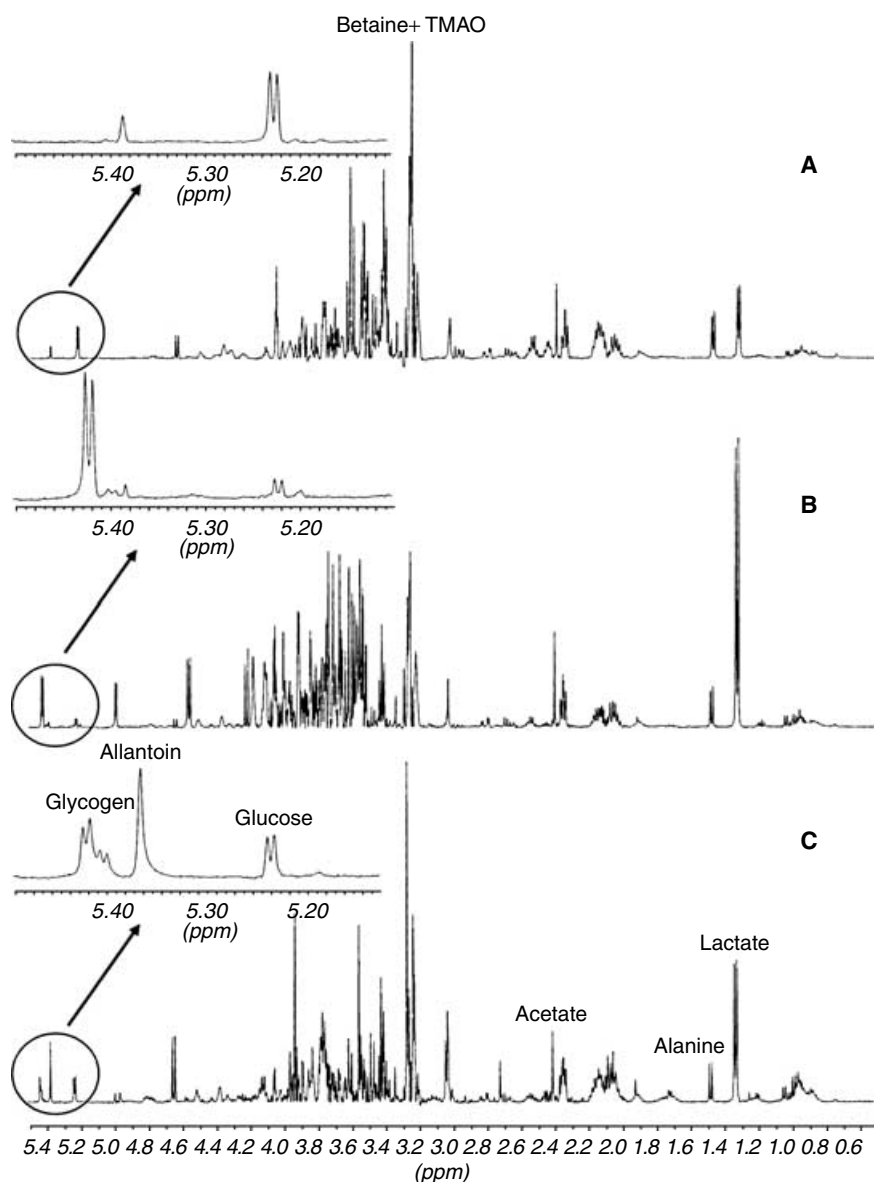 Betaine+ TMAO
A
5.40 5.30 5.20
(ppm)
B
5.40 5.30 5.20
(ppm)
Allantoin
Glycogen
Glucose
C
5.40 5.30 5.20
(ppm)
Lactate
Acetate
Alanine
5.4 5.2 5.0 4.8 4.6 4.4 4.2 4.0 3.8 3.6 3.4 3.2 3.0 2.8 2.6 2.4 2.2 2.0 1.8 1.6 1.4 1.2 1.0 0.8 0.6
(ppm)